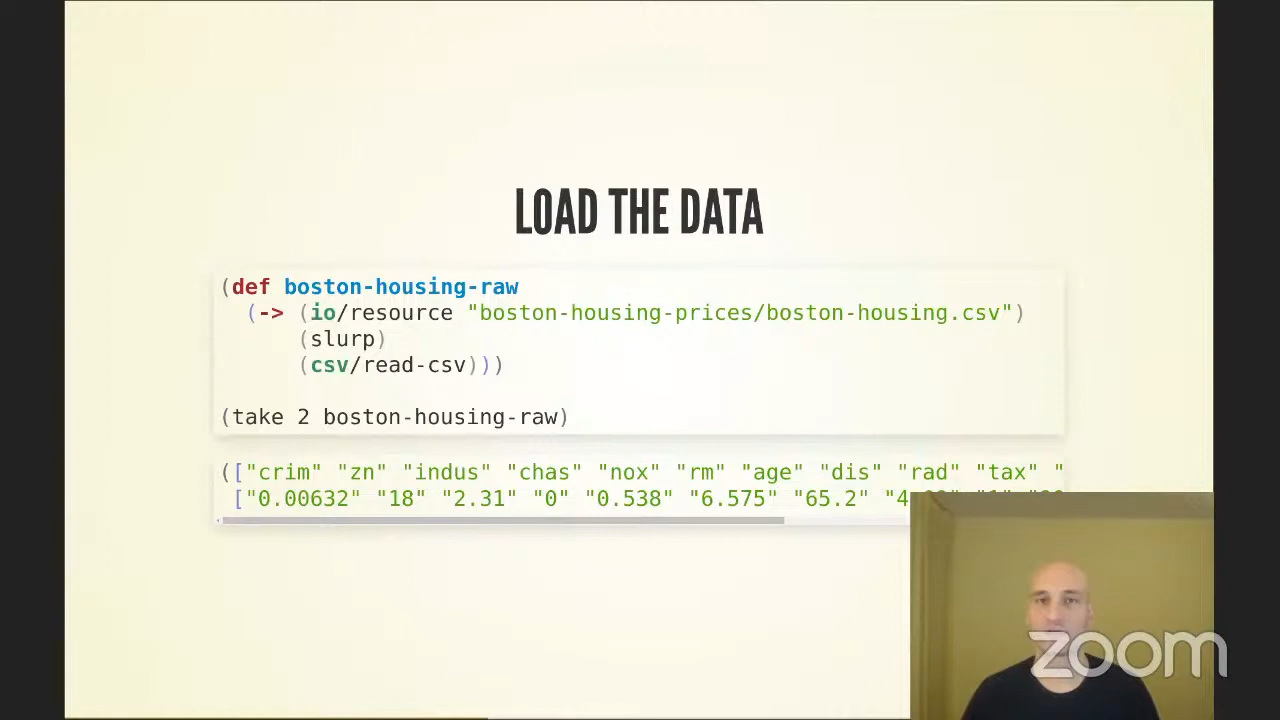 LOAD THE DATA
(def boston-housing-raw
(-> (io/resource "boston-housing-prices/boston-housing.csv")
(slurp)
(csv/read-csv)))
(take 2 boston-housing-raw)
(["crim" "zn" "indus" "chas" "nox" "rm" "age" "dis" "rad" "tax" "
["0.00632" "18" "2.31" "0" "0.538" "6.575" "65.2" "4
zoom